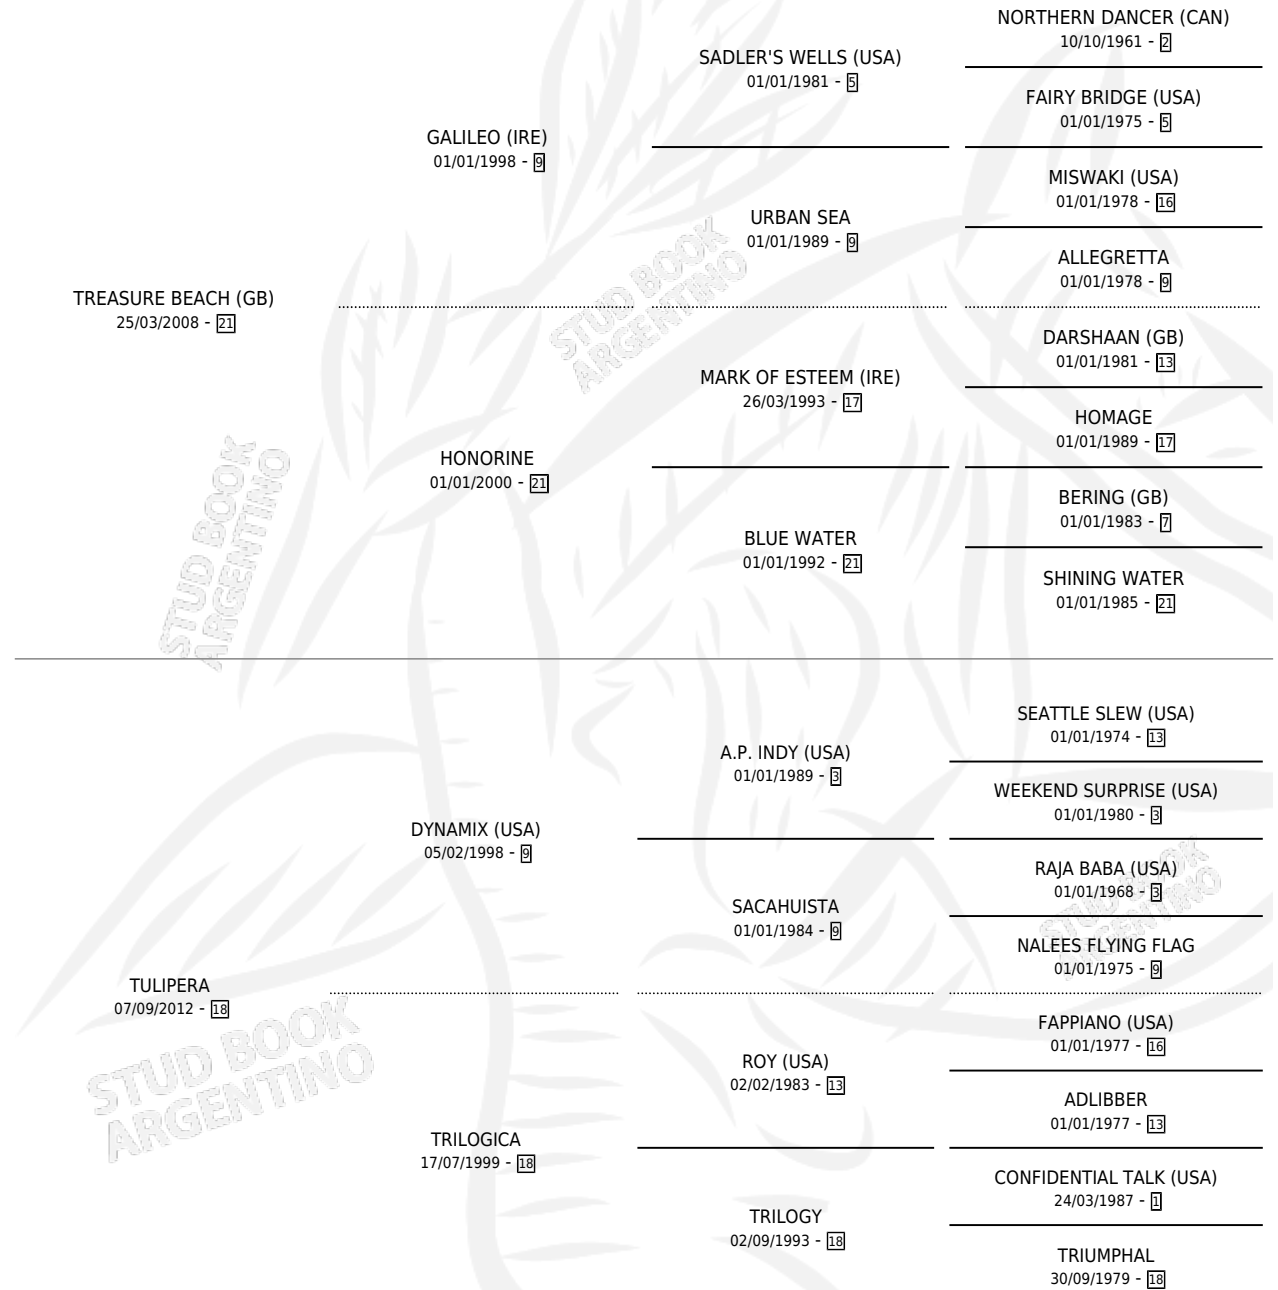 NORTHERN DANCER (CAN)
10/10/1961 - 2
SADLER'S WELLS (USA)
01/01/1981 - 5
FAIRY BRIDGE (USA)
01/01/1975 - 5
GALILEO (IRE)
01/01/1998 - 9
MISWAKI (USA)
01/01/1978 - 16
URBAN SEA
01/01/1989 - 9
ALLEGRETTA
01/01/1978 - 9
TREASURE BEACH (GB)
25/03/2008 - 21
STUD BOOK
ARGENTINO
DARSHAAN (GB)
01/01/1981 - 13
MARK OF ESTEEM (IRE)
26/03/1993 - 17
HOMAGE
01/01/1989 - 17
HONORINE
01/01/2000 - 21
BERING (GB)
01/01/1983 - 7
BLUE WATER
01/01/1992 - 21
SHINING WATER
01/01/1985 - 21
STUD BOOK
ARGENTINO
SEATTLE SLEW (USA)
01/01/1974 - 13
A.P. INDY (USA)
01/01/1989 - 3
WEEKEND SURPRISE (USA)
01/01/1980 - 3
DYNAMIX (USA)
05/02/1998 - 9
RAJA BABA (USA)
01/01/1968 - 3
SACAHUISTA
01/01/1984 - 9
NALEES FLYING FLAG
01/01/1975 - 9
STUD BOOK
ARGENTINO
TULIPERA
07/09/2012 - 18
FAPPIANO (USA)
01/01/1977 - 16
ROY (USA)
02/02/1983 - 13
ADLIBBER
01/01/1977 - 13
STUD BOOK
ARGENTINO
TRILOGICA
17/07/1999 - 18
CONFIDENTIAL TALK (USA)
24/03/1987 - 1
TRILOGY
02/09/1993 - 18
TRIUMPHAL
30/09/1979 - 18